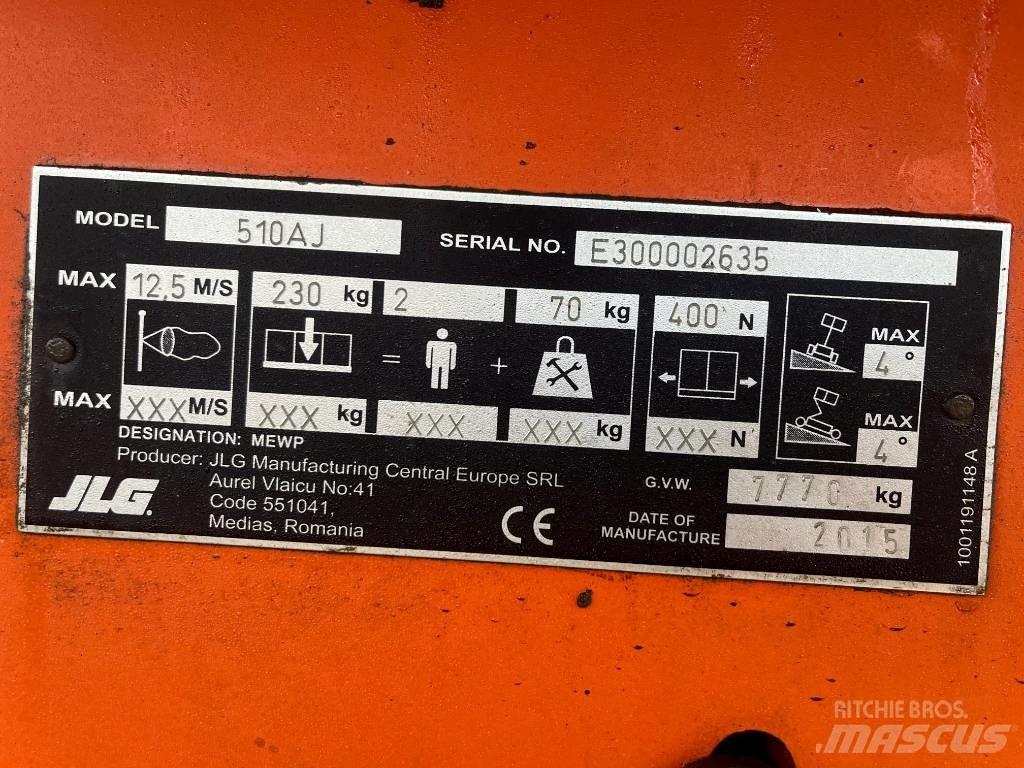 MODEL 510AJ SERIAL NO. E300002635
MAX 12,5 M/S 230 kg 2 70 kg 400 N
= +
MAX 4°
MAX 4°
MAX XXX M/S XXX kg XXX XXX kg XXX N
DESIGNATION: MEWP
Producer: JLG Manufacturing Central Europe SRL
Aurel Vlaicu No:41
Code 551041,
Medias, Romania
JLG.
CE
G.V.W. 7770 kg
DATE OF
MANUFACTURE 2015
1001191148 A
RITCHIE BROS.
MASCUS